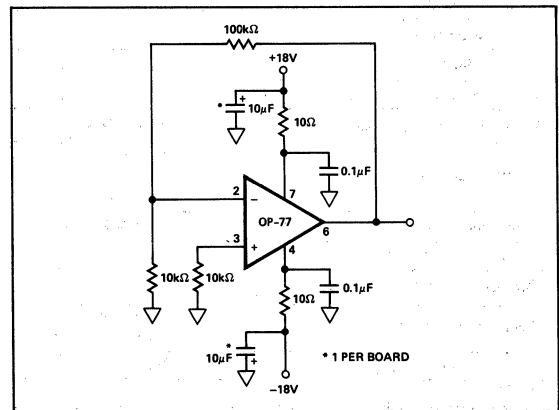 100kΩ
+18V
* 10μF +
10Ω
0.1μF
2 −
7
OP-77
6
3 +
4
10kΩ
10kΩ
10Ω
0.1μF
10μF * +
* 1 PER BOARD
−18V